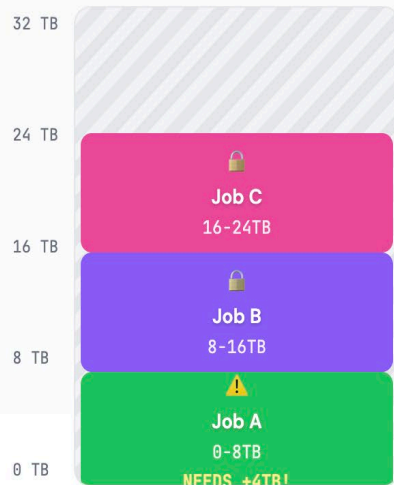 32 TB
24 TB
Job C
16-24TB
16 TB
Job B
8-16TB
8 TB
Job A
0-8TB
0 TB
NEEDS +4TB!